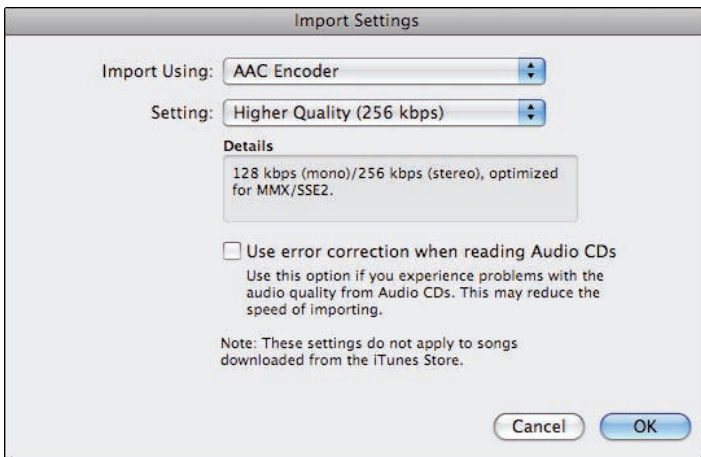 Import Settings
Import Using: AAC Encoder
Setting: Higher Quality (256 kbps)
Details
128 kbps (mono)/256 kbps (stereo), optimized
for MMX/SSE2.
Use error correction when reading Audio CDs
Use this option if you experience problems with the
audio quality from Audio CDs. This may reduce the
speed of importing.
Note: These settings do not apply to songs
downloaded from the iTunes Store.
Cancel OK